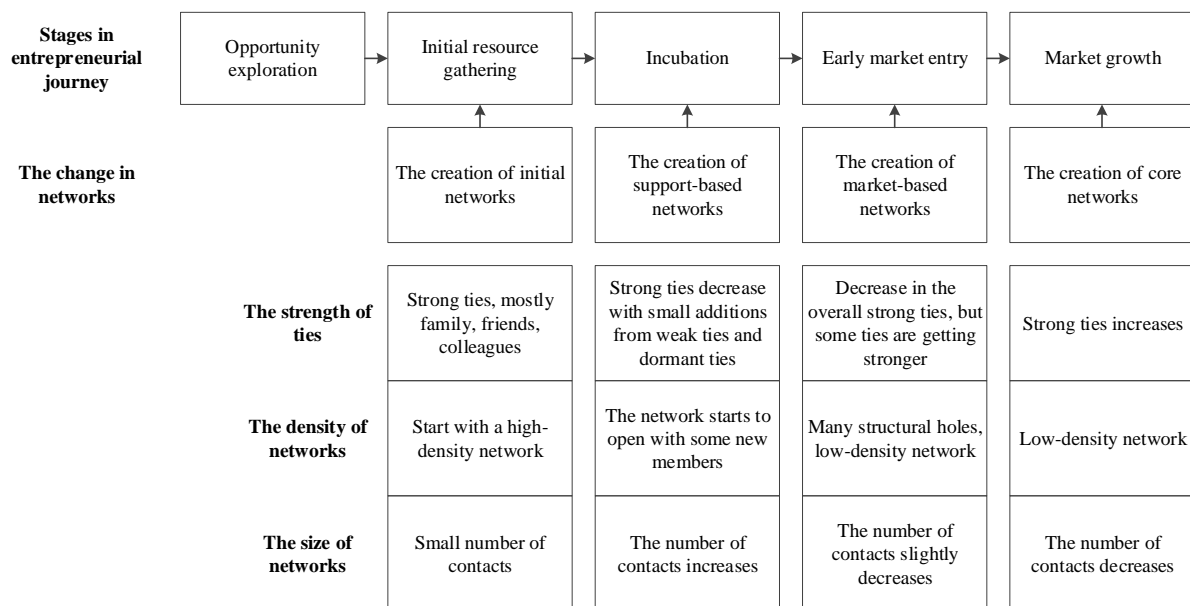 Stages in
entrepreneurial
journey
Opportunity
exploration
Initial resource
gathering
Incubation
Early market entry
Market growth
The change in
networks
The creation of initial
networks
The creation of
support-based
networks
The creation of
market-based
networks
The creation of core
networks
The strength of
ties
Strong ties, mostly
family, friends,
colleagues
Strong ties decrease
with small additions
from weak ties and
dormant ties
Decrease in the
overall strong ties, but
some ties are getting
stronger
Strong ties increases
The density of
networks
Start with a high-
density network
The network starts to
open with some new
members
Many structural holes,
low-density network
Low-density network
The size of
networks
Small number of
contacts
The number of
contacts increases
The number of
contacts slightly
decreases
The number of
contacts decreases